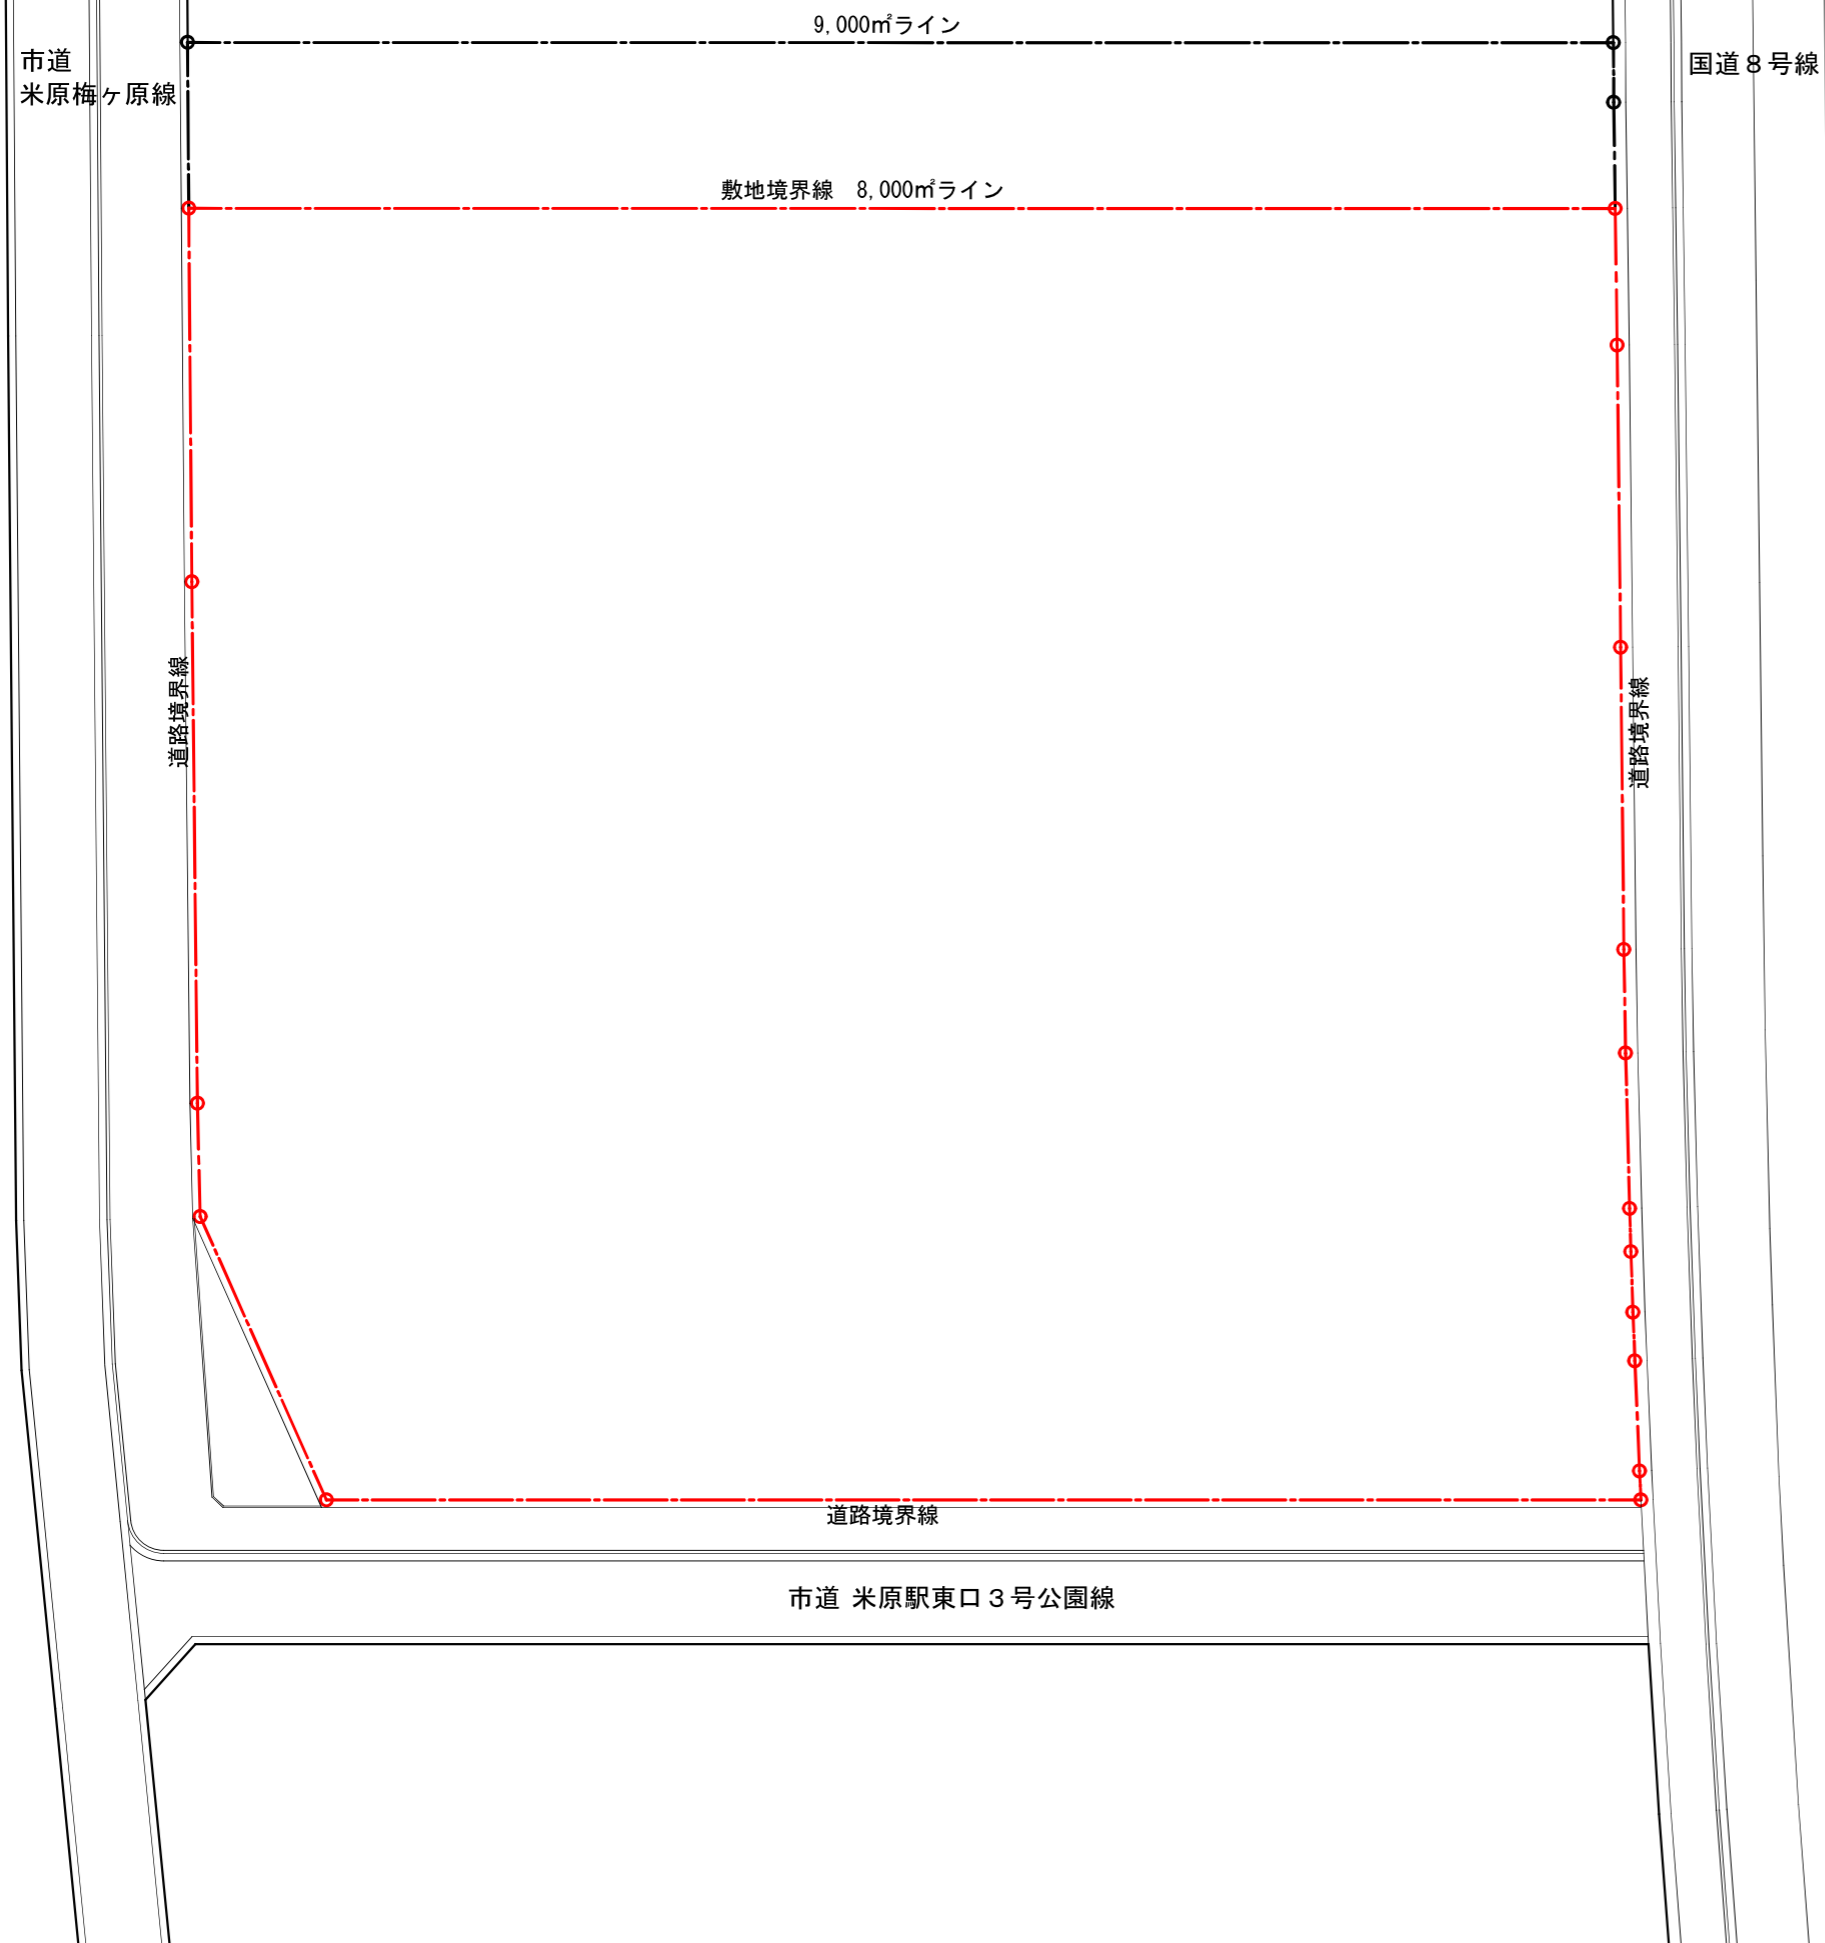 9,000㎡ライン
市道
米原梅ヶ原線
国道８号線
敷地境界線　8,000㎡ライン
道路境界線
道路境界線
道路境界線
市道 米原駅東口３号公園線